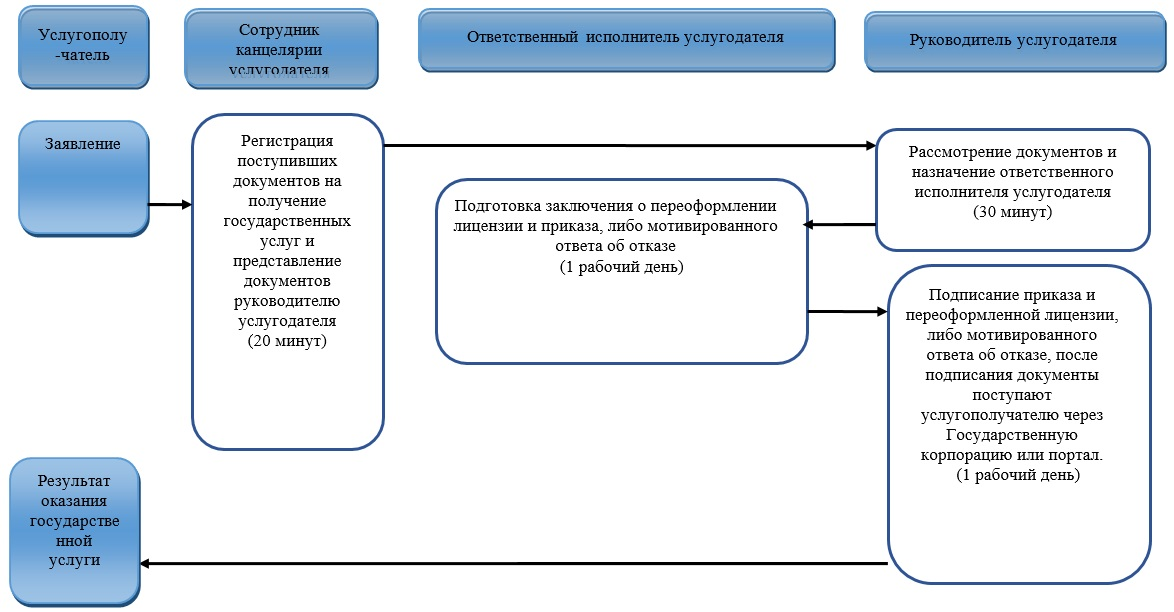 Услугополу
-чатель
Сотрудник
канцелярии
услугодателя
Ответственный исполнитель услугодателя
Руководитель услугодателя
Заявление
Регистрация
поступивших
документов на
получение
государственных
услуг и
представление
документов
руководителю
услугодателя
(20 минут)
Рассмотрение документов и
назначение ответственного
исполнителя услугодателя
(30 минут)
Подготовка заключения о переоформлении
лицензии и приказа, либо мотивированного
ответа об отказе
(1 рабочий день)
Подписание приказа и
переоформленной лицензии,
либо мотивированного
ответа об отказе, после
подписания документы
поступают
услугополучателю через
Государственную
корпорацию или портал.
(1 рабочий день)
Результат
оказания
государстве
нной
услуги